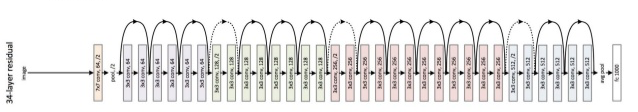 34-layer residual
image
7x7 conv, 64, /2
pool, /2
3x3 conv, 64
3x3 conv, 64
3x3 conv, 64
3x3 conv, 64
3x3 conv, 64
3x3 conv, 64
3x3 conv, 128, /2
3x3 conv, 128
3x3 conv, 128
3x3 conv, 128
3x3 conv, 128
3x3 conv, 128
3x3 conv, 128
3x3 conv, 128
3x3 conv, 256, /2
3x3 conv, 256
3x3 conv, 256
3x3 conv, 256
3x3 conv, 256
3x3 conv, 256
3x3 conv, 256
3x3 conv, 256
3x3 conv, 256
3x3 conv, 256
3x3 conv, 256
3x3 conv, 256
3x3 conv, 512, /2
3x3 conv, 512
3x3 conv, 512
3x3 conv, 512
3x3 conv, 512
3x3 conv, 512
avg pool
fc 1000